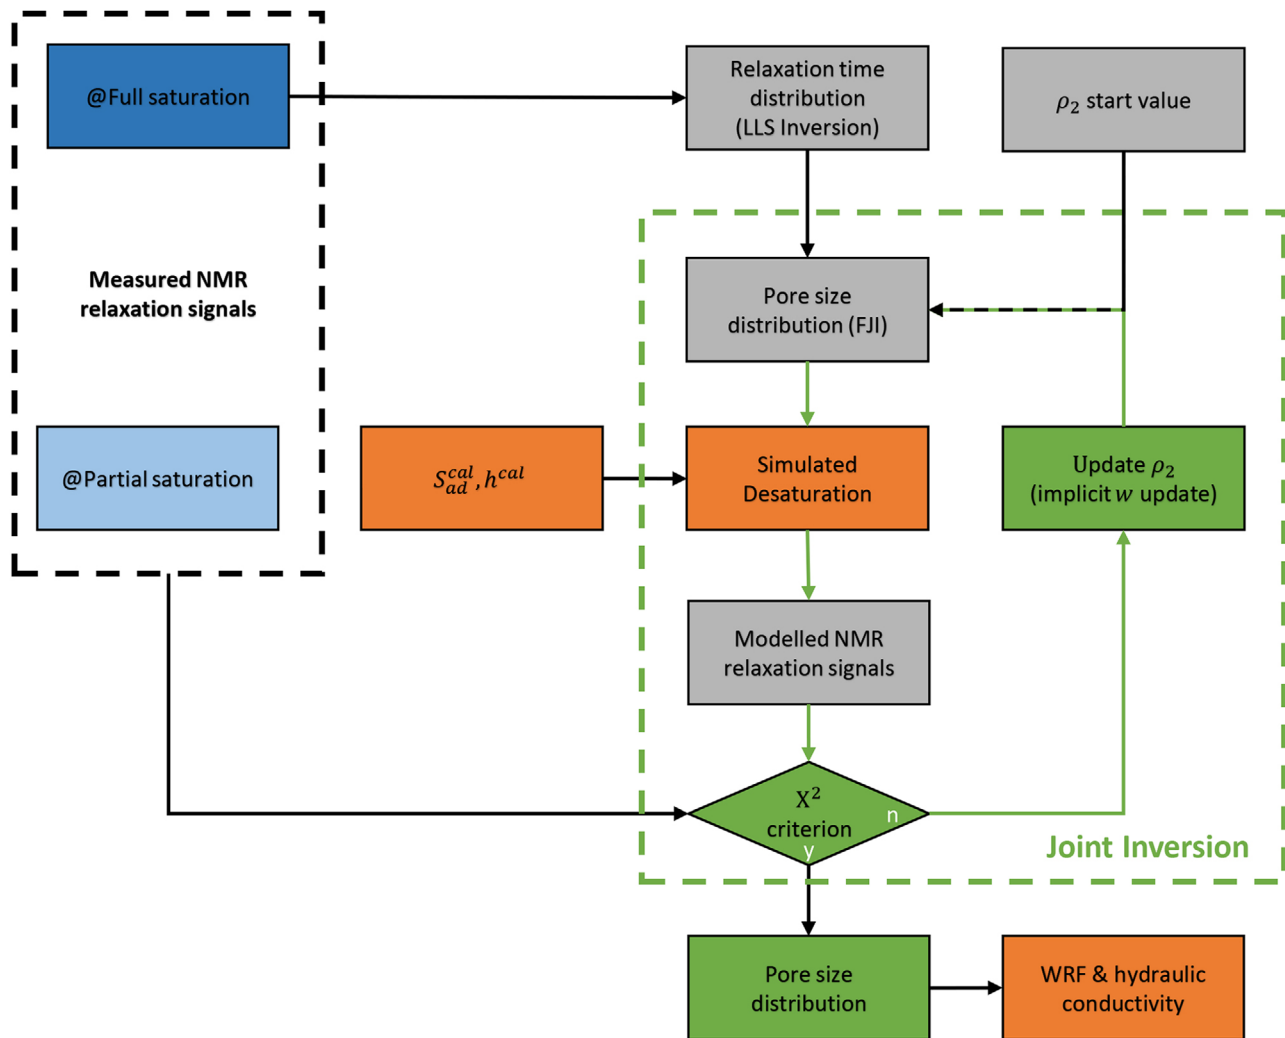 @Full saturation
Relaxation time
distribution
(LLS Inversion)
ρ₂ start value
Measured NMR
relaxation signals
Pore size
distribution (FJI)
@Partial saturation
S_{ad}^{cal}, h^{cal}
Simulated
Desaturation
Update ρ₂
(implicit w update)
Modelled NMR
relaxation signals
X²
criterion
n
y
Joint Inversion
Pore size
distribution
WRF & hydraulic
conductivity